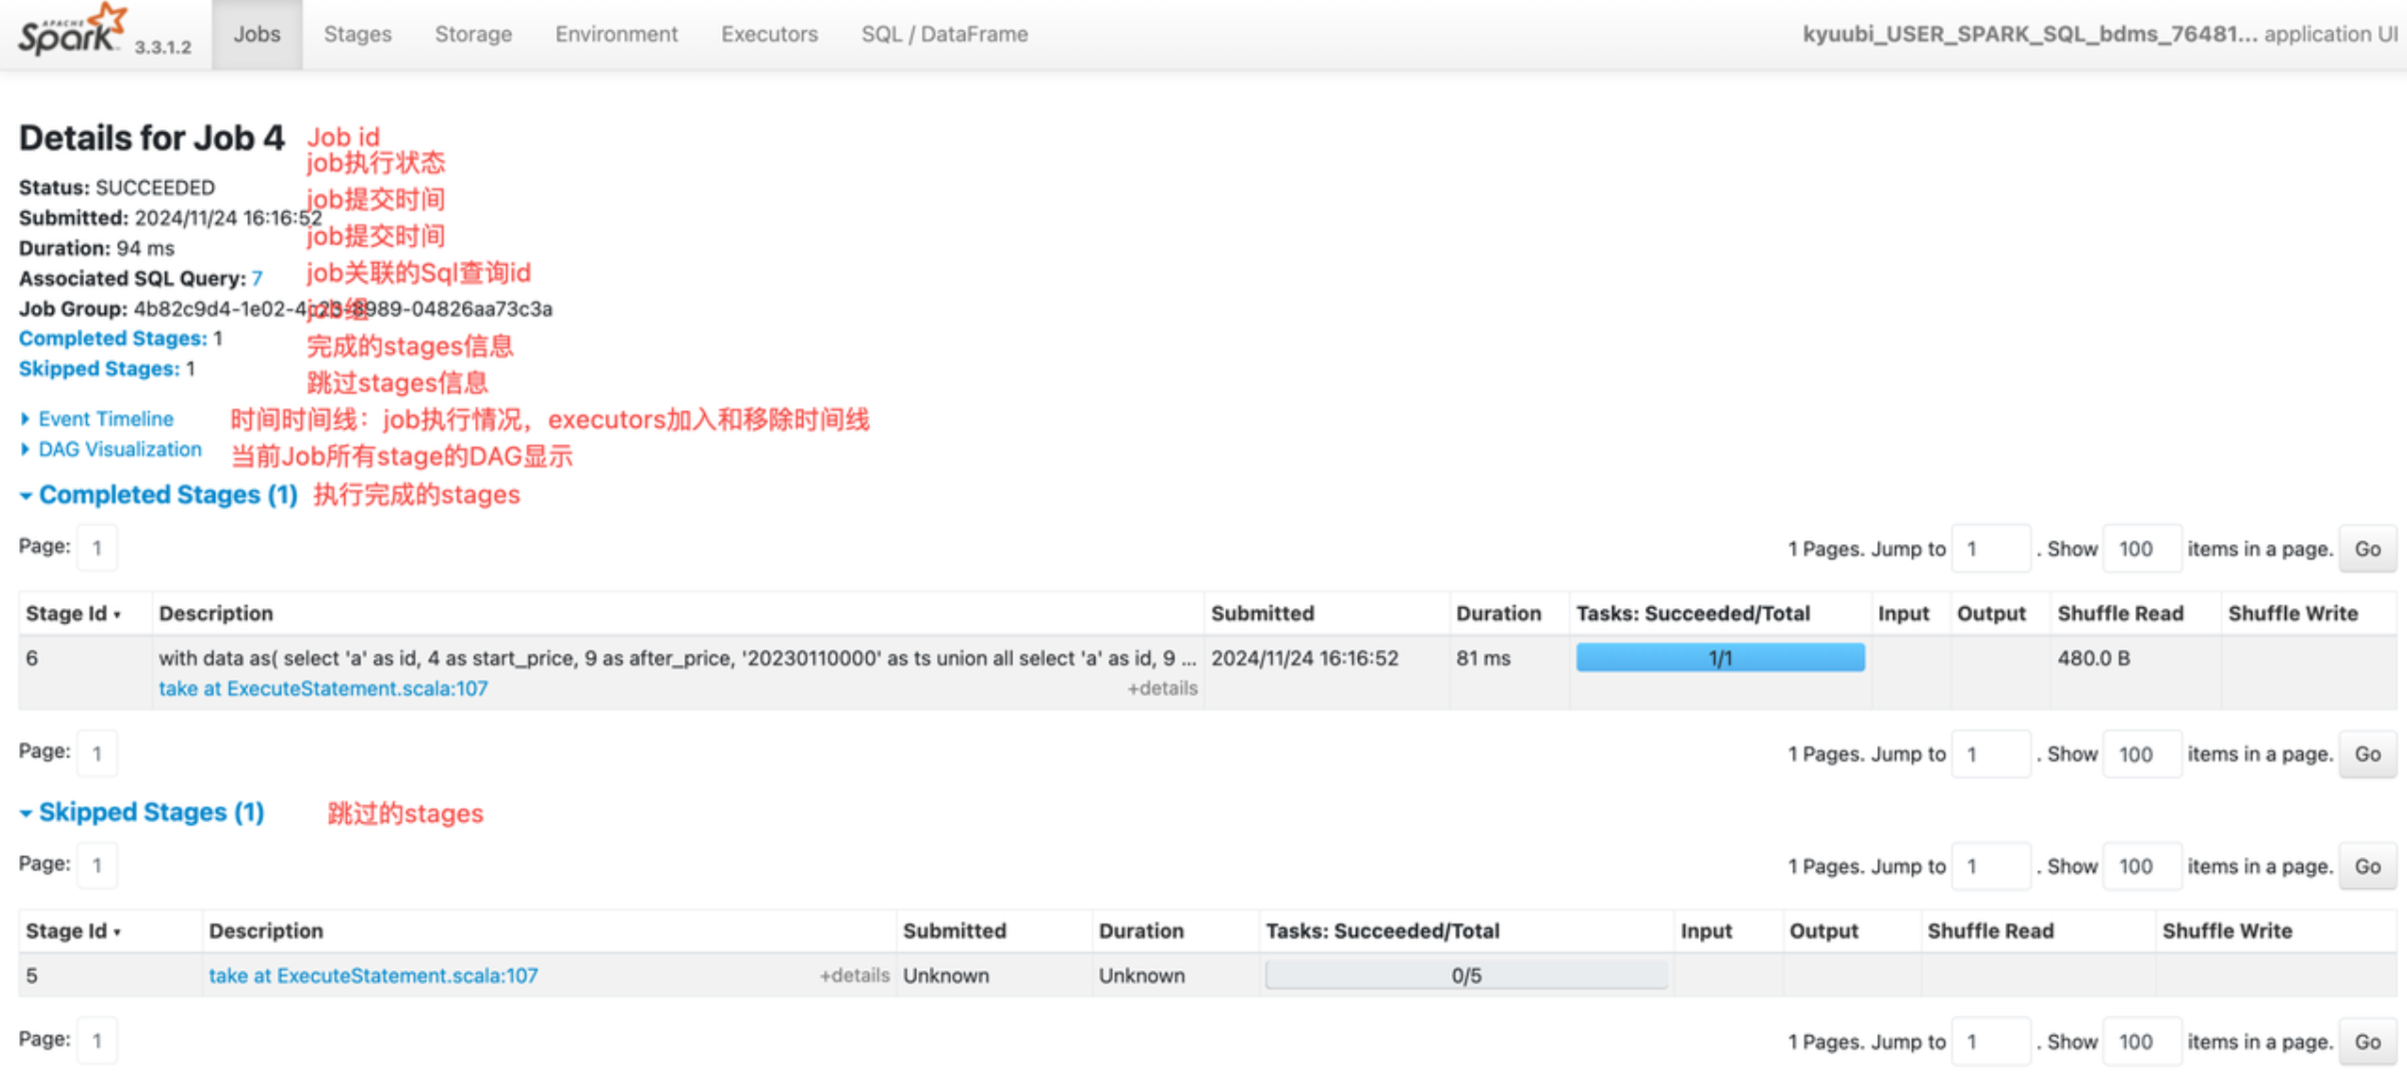 APACHE Spark 3.3.1.2 Jobs Stages Storage Environment Executors SQL / DataFrame kyuubi_USER_SPARK_SQL_bdms_76481... application UI
Details for Job 4 Job id
job执行状态
Status: SUCCEEDED
job提交时间
Submitted: 2024/11/24 16:16:52
job提交时间
Duration: 94 ms
Associated SQL Query: 7 job关联的Sql查询id
Job Group: 4b82c9d4-1e02-4c23-8989-04826aa73c3a job组
Completed Stages: 1 完成的stages信息
Skipped Stages: 1 跳过stages信息
Event Timeline 时间时间线：job执行情况，executors加入和移除时间线
DAG Visualization 当前Job所有stage的DAG显示
Completed Stages (1) 执行完成的stages
Page: 1 1 Pages. Jump to 1 . Show 100 items in a page. Go
Stage Id Description Submitted Duration Tasks: Succeeded/Total Input Output Shuffle Read Shuffle Write
6 with data as( select 'a' as id, 4 as start_price, 9 as after_price, '20230110000' as ts union all select 'a' as id, 9 ... 2024/11/24 16:16:52 81 ms 1/1 480.0 B
take at ExecuteStatement.scala:107 +details
Page: 1 1 Pages. Jump to 1 . Show 100 items in a page. Go
Skipped Stages (1) 跳过的stages
Page: 1 1 Pages. Jump to 1 . Show 100 items in a page. Go
Stage Id Description Submitted Duration Tasks: Succeeded/Total Input Output Shuffle Read Shuffle Write
5 take at ExecuteStatement.scala:107 +details Unknown Unknown 0/5
Page: 1 1 Pages. Jump to 1 . Show 100 items in a page. Go